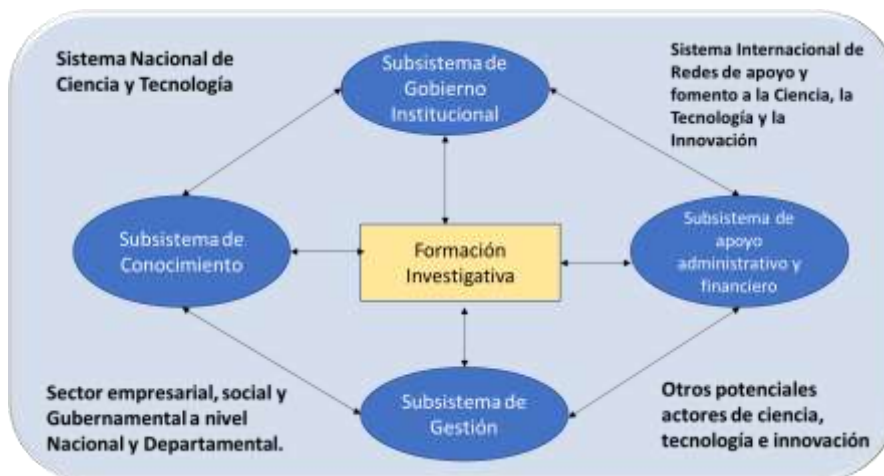 Sistema Nacional de
Ciencia y Tecnología
Subsistema de
Gobierno
Institucional
Sistema Internacional de
Redes de apoyo y
fomento a la Ciencia, la
Tecnología y la
Innovación
Subsistema de
Conocimiento
Formación
Investigativa
Subsistema de
apoyo
administrativo y
financiero
Sector empresarial, social y
Gubernamental a nivel
Nacional y Departamental.
Subsistema de
Gestión
Otros potenciales
actores de ciencia,
tecnología e innovación